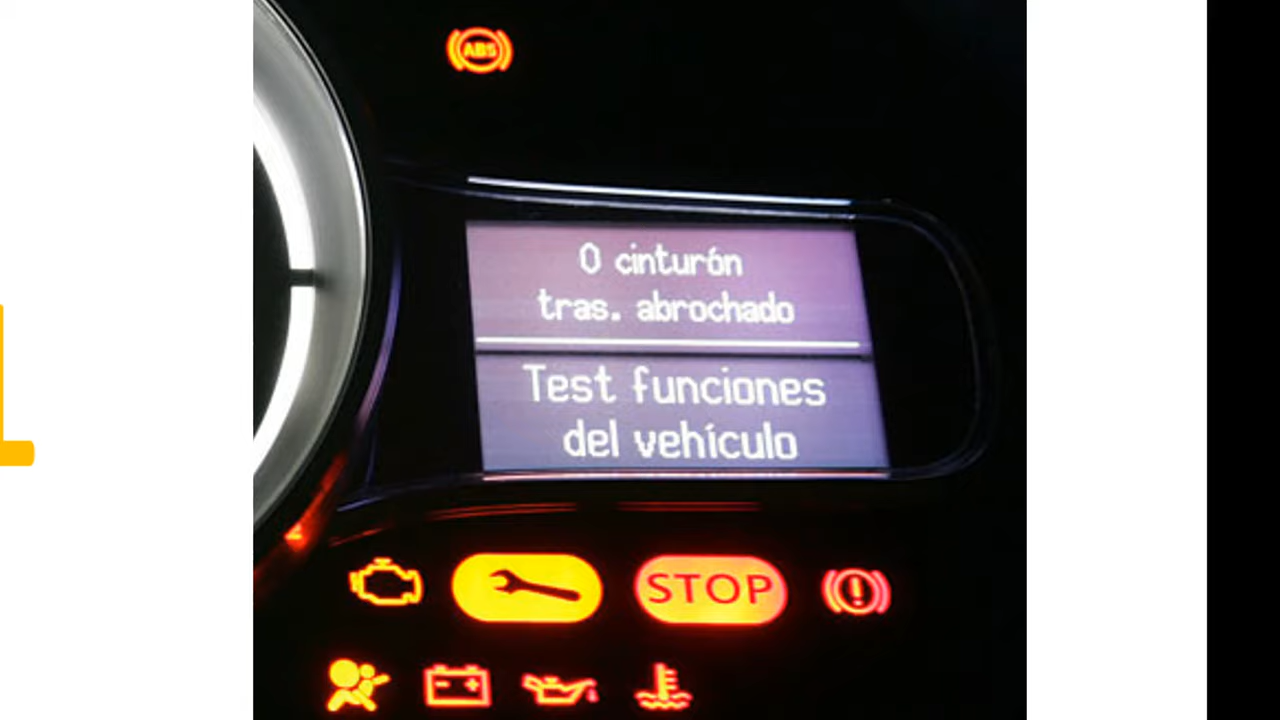 ABS
0 cinturón
tras. abrochado
Test funciones
del vehículo
STOP